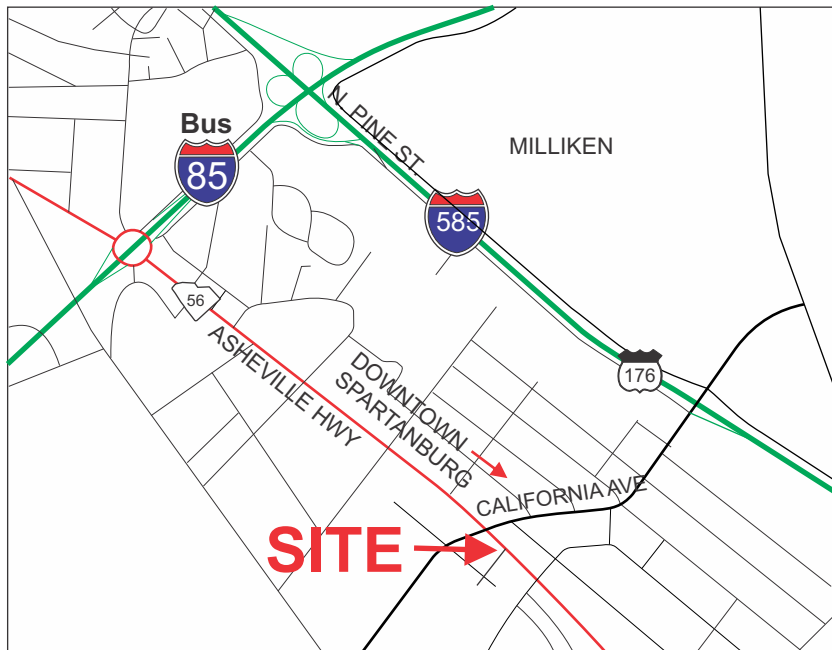 Bus
85
N. PINE ST.
MILLIKEN
585
56
176
ASHEVILLE HWY
DOWNTOWN
SPARTANBURG
CALIFORNIA AVE
SITE